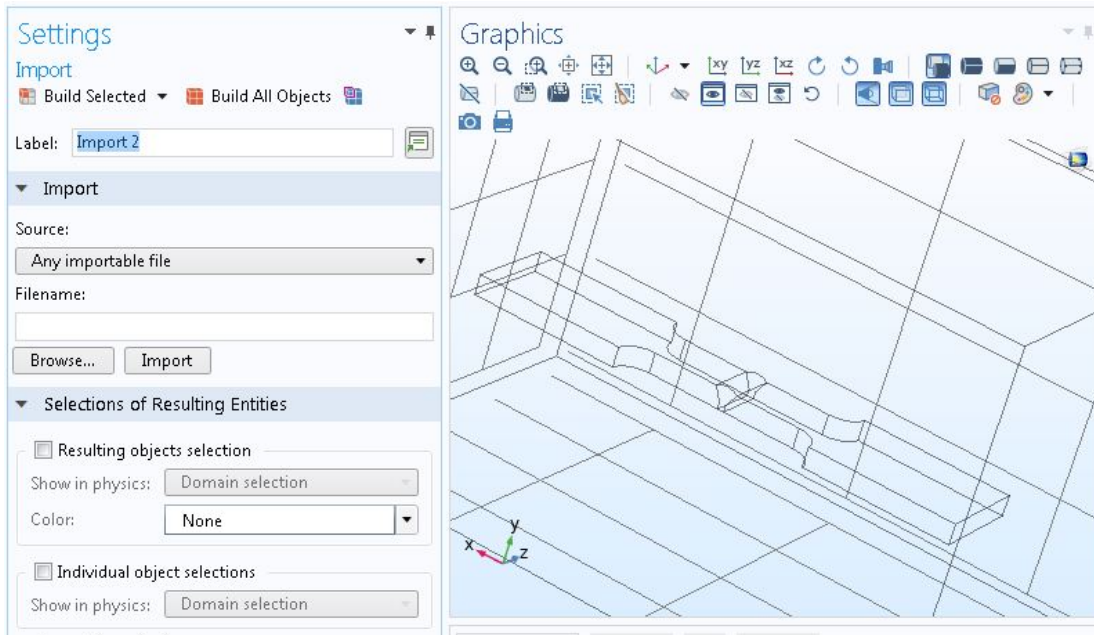 Settings
Import
Build Selected
Build All Objects
Label: Import 2
Import
Source:
Any importable file
Filename:
Browse...
Import
Selections of Resulting Entities
Resulting objects selection
Show in physics: Domain selection
Color: None
Individual object selections
Show in physics: Domain selection
Graphics
xy yz xz
y
x z